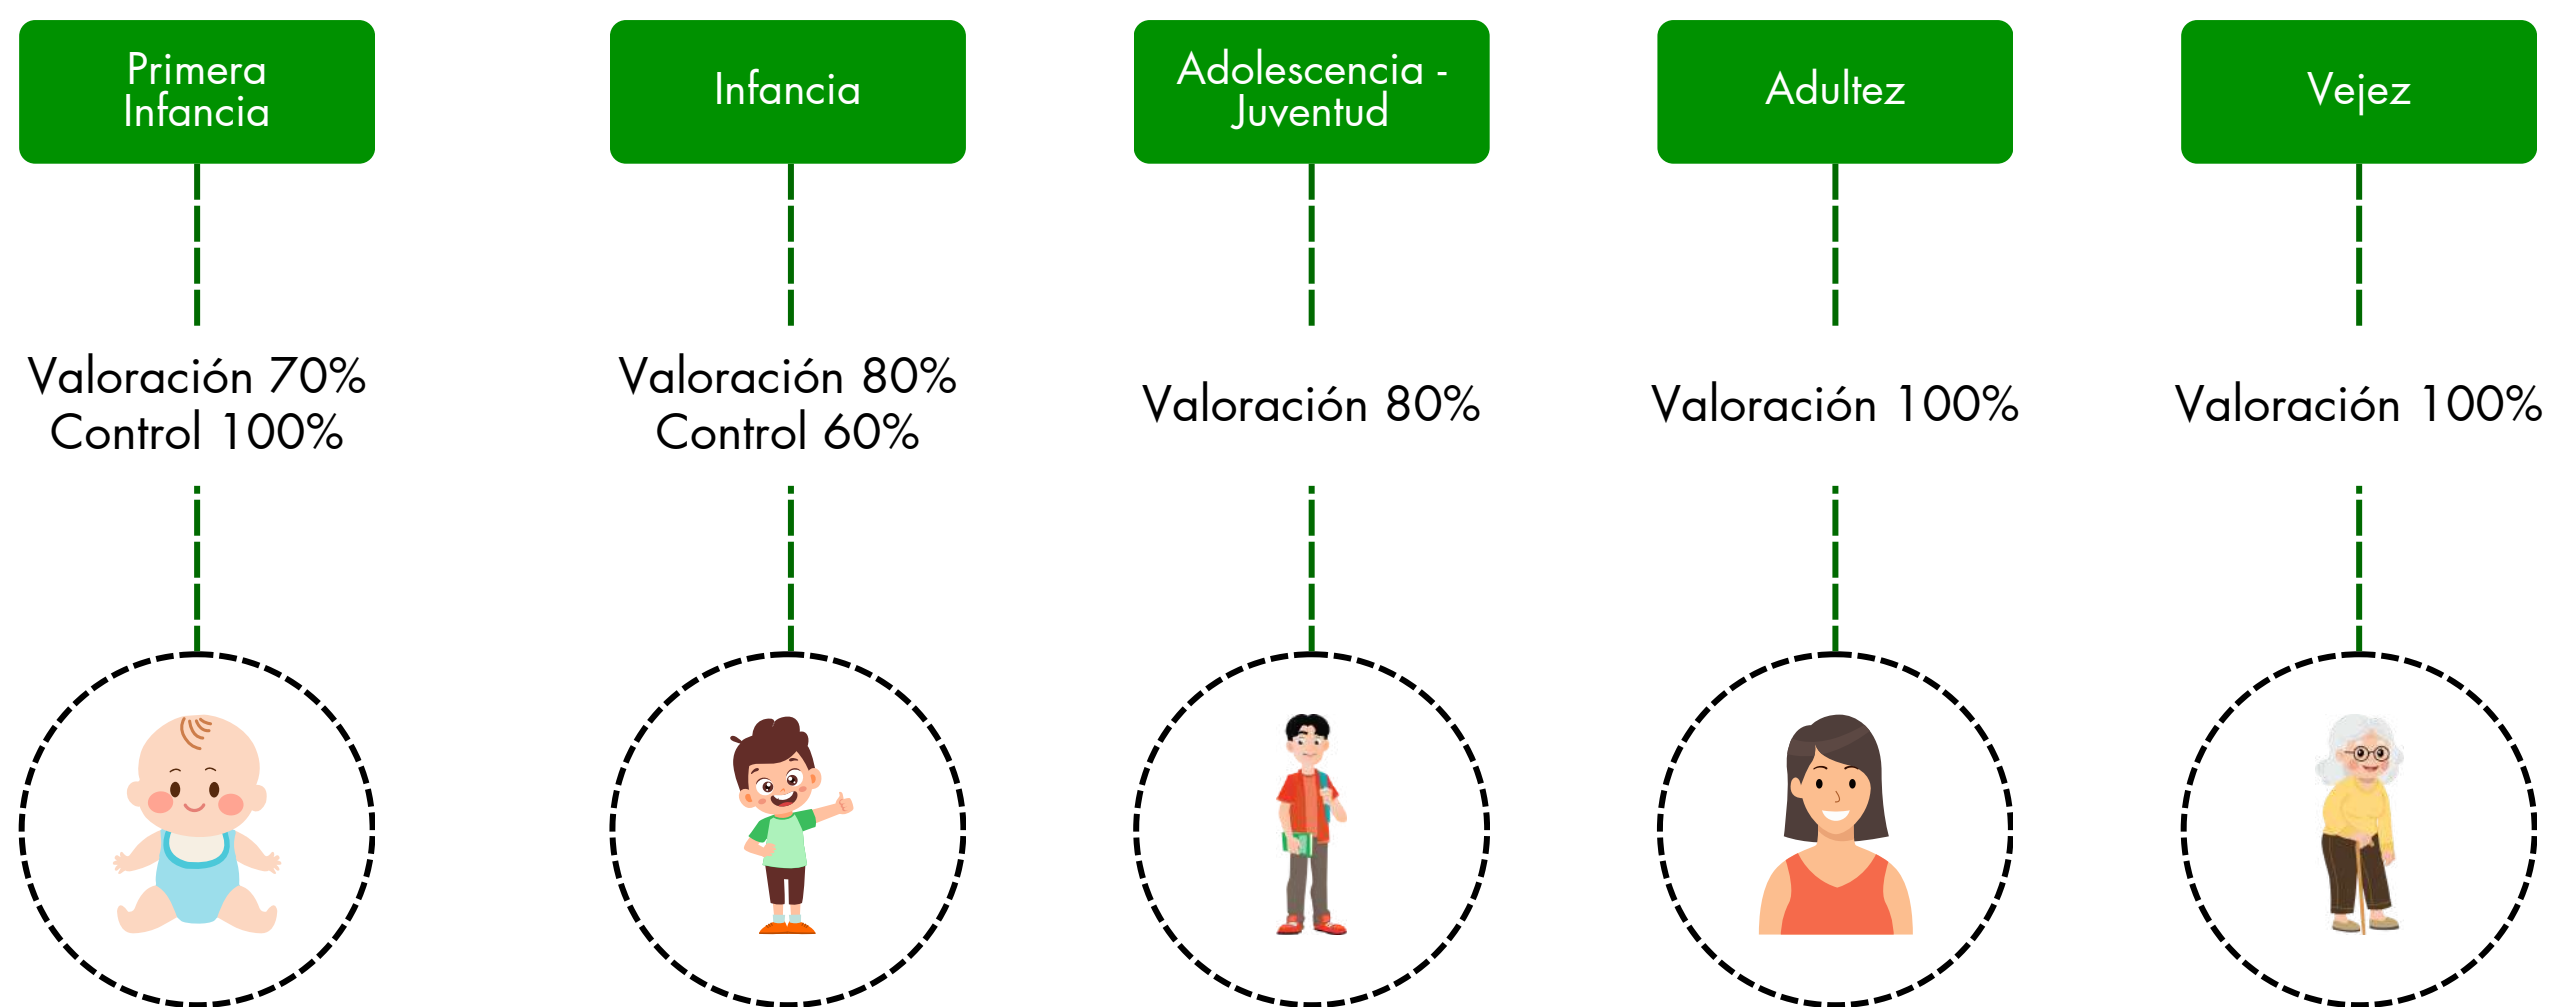 Primera
Infancia
Infancia
Adolescencia -
Juventud
Adultez
Vejez
Valoración 70%
Control 100%
Valoración 80%
Control 60%
Valoración 80%
Valoración 100%
Valoración 100%